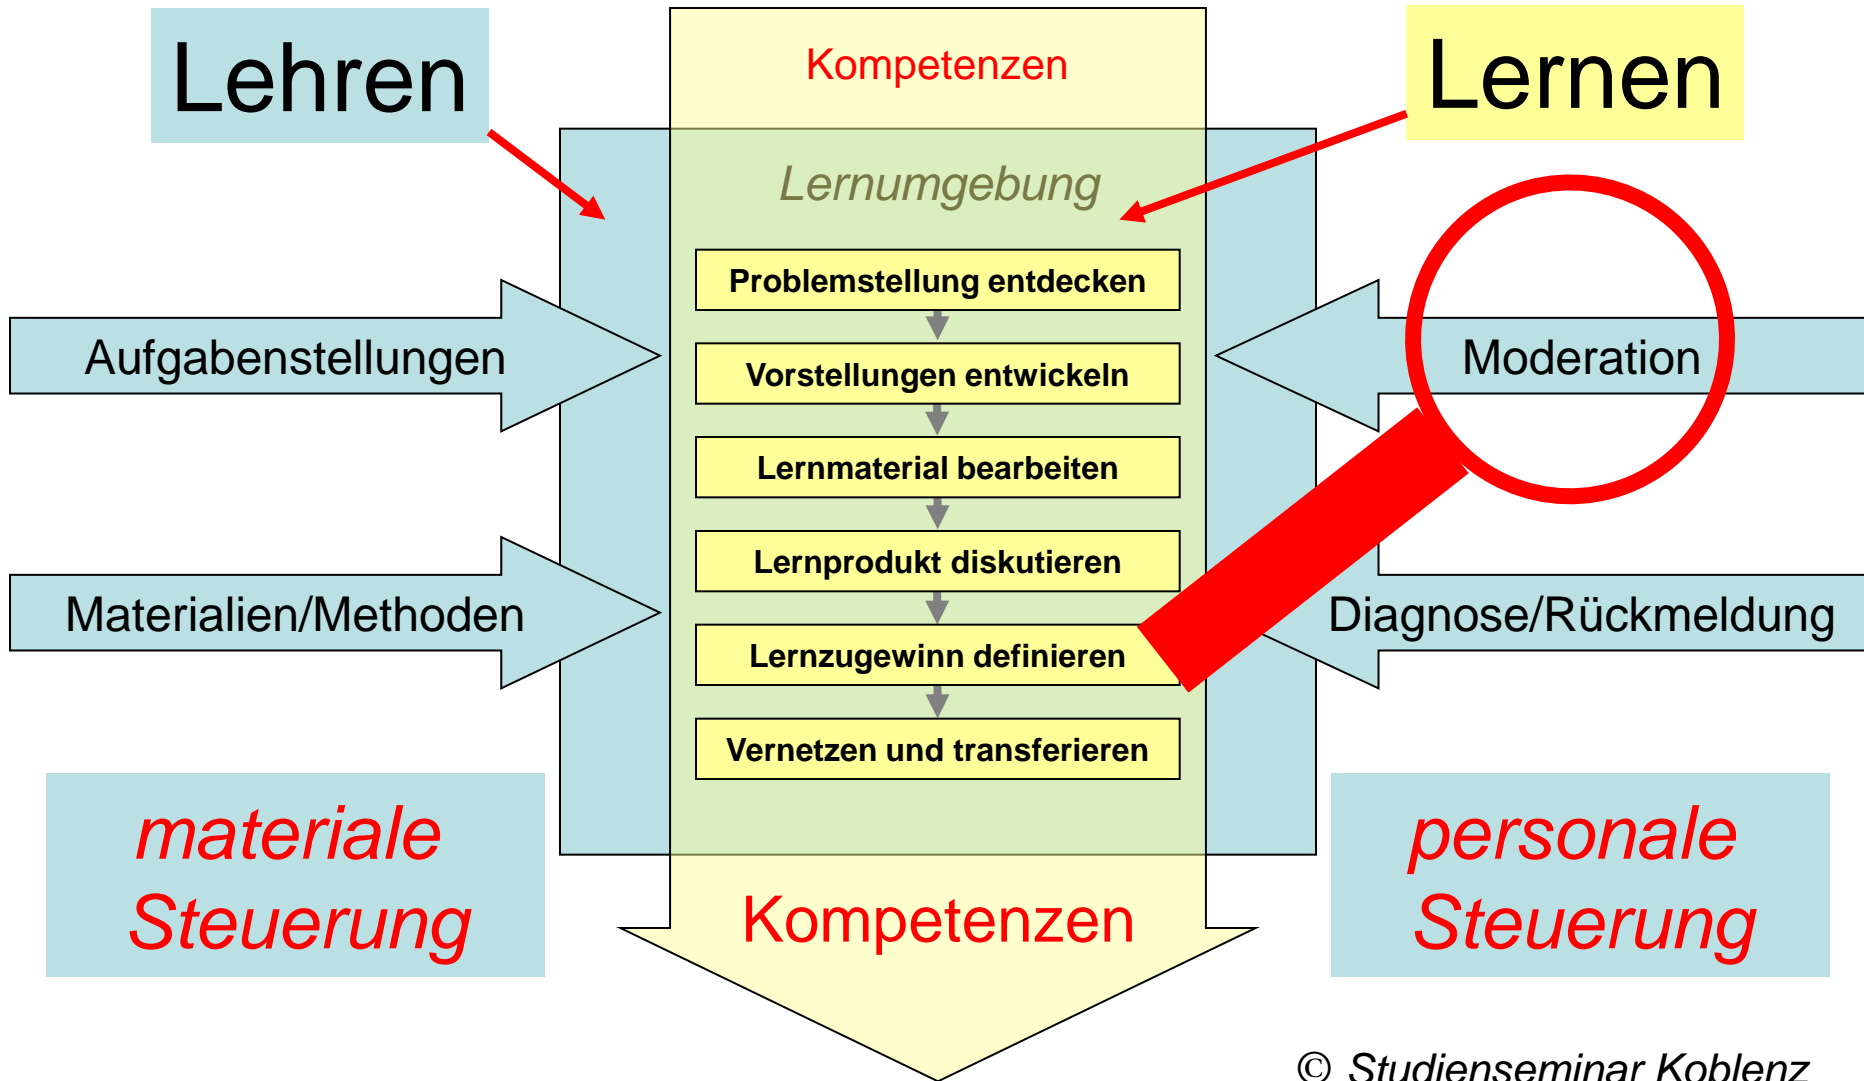 Lehren
Kompetenzen
Lernen
Lernumgebung
Problemstellung entdecken
Aufgabenstellungen
Vorstellungen entwickeln
Moderation
Lernmaterial bearbeiten
Lernprodukt diskutieren
Materialien/Methoden
Diagnose/Rückmeldung
Lernzugewinn definieren
Vernetzen und transferieren
materiale
Steuerung
Kompetenzen
personale
Steuerung
© Studienseminar Koblenz